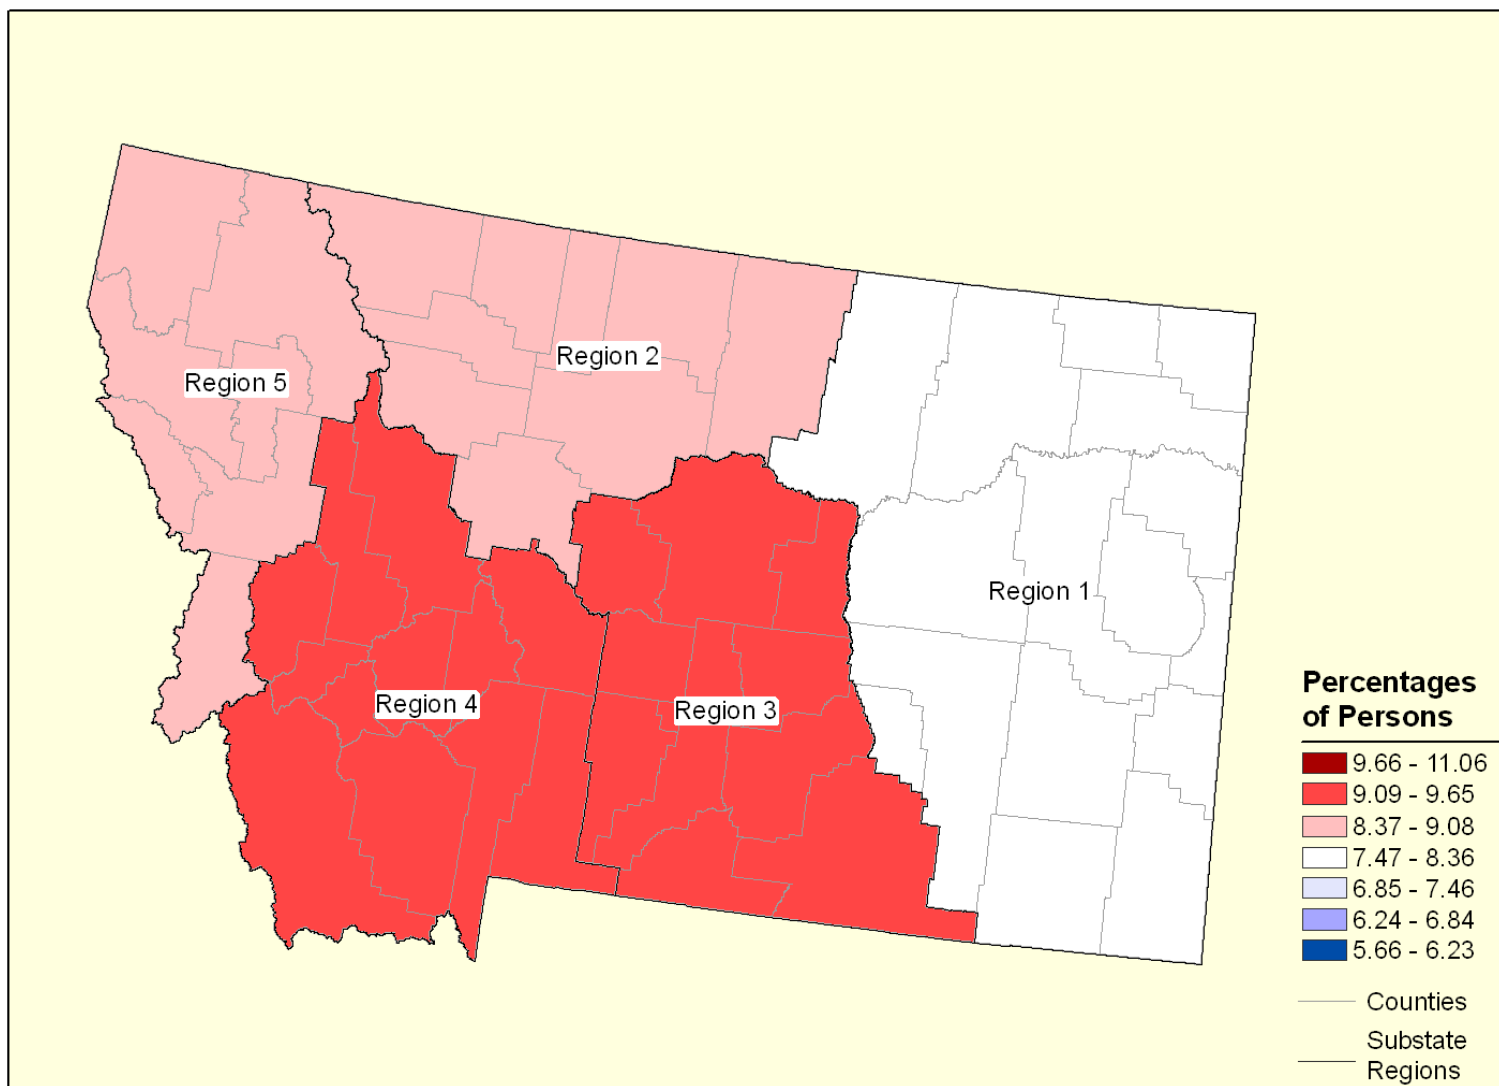 Region 2
Region 5
Region 1
Region 4
Region 3
Percentages
of Persons
9.66 - 11.06
9.09 - 9.65
8.37 - 9.08
7.47 - 8.36
6.85 - 7.46
6.24 - 6.84
5.66 - 6.23
Counties
Substate
Regions